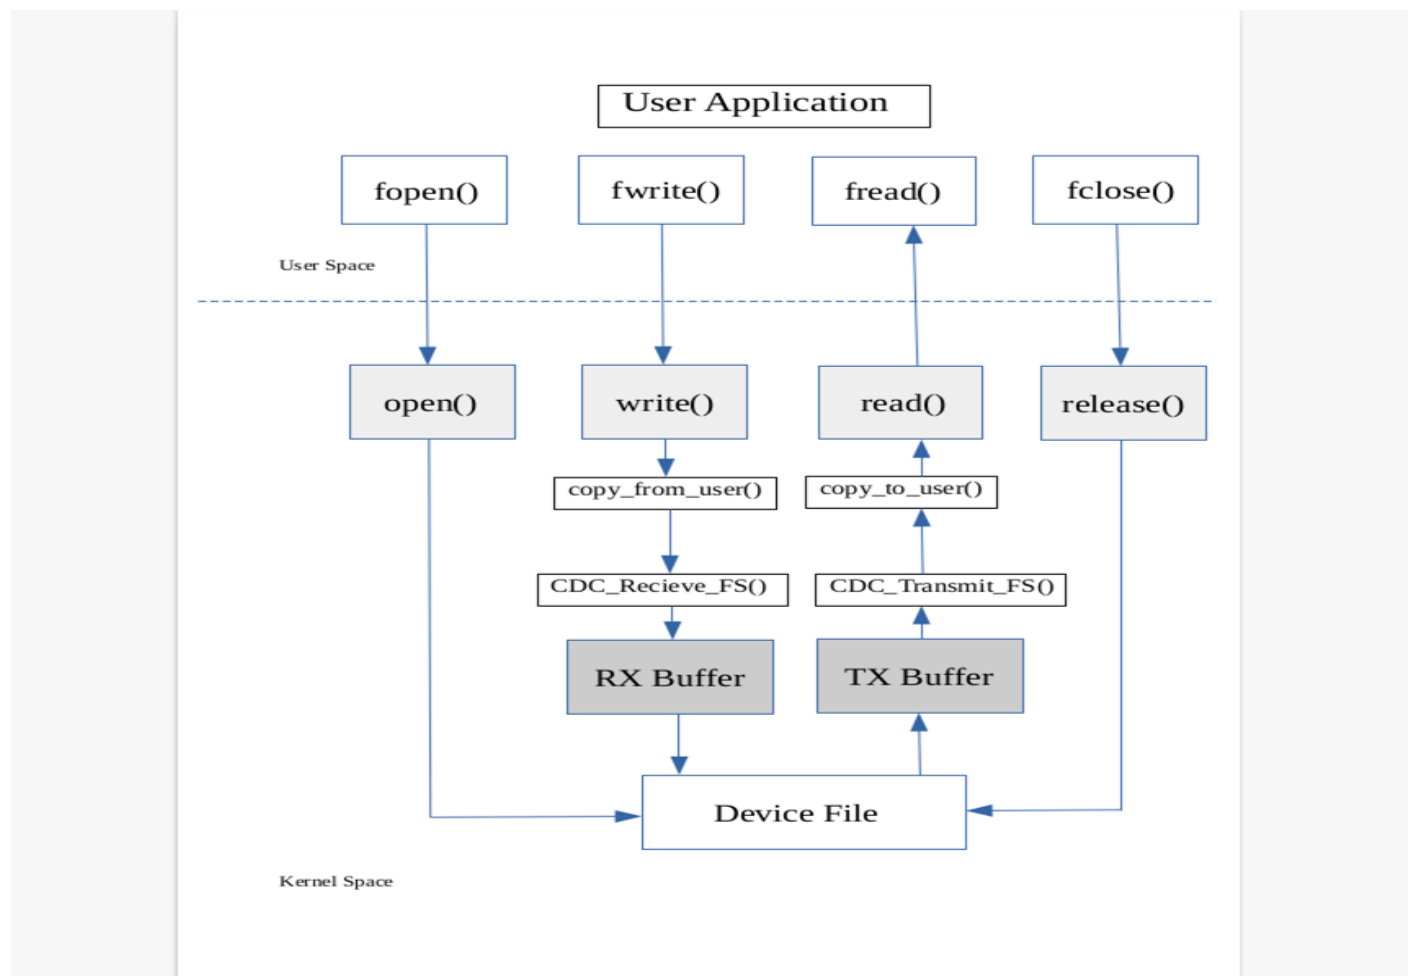 User Application
fopen()
fwrite()
fread()
fclose()
User Space
open()
write()
read()
release()
copy_from_user()
copy_to_user()
CDC_Recieve_FS()
CDC_Transmit_FS()
RX Buffer
TX Buffer
Device File
Kernel Space